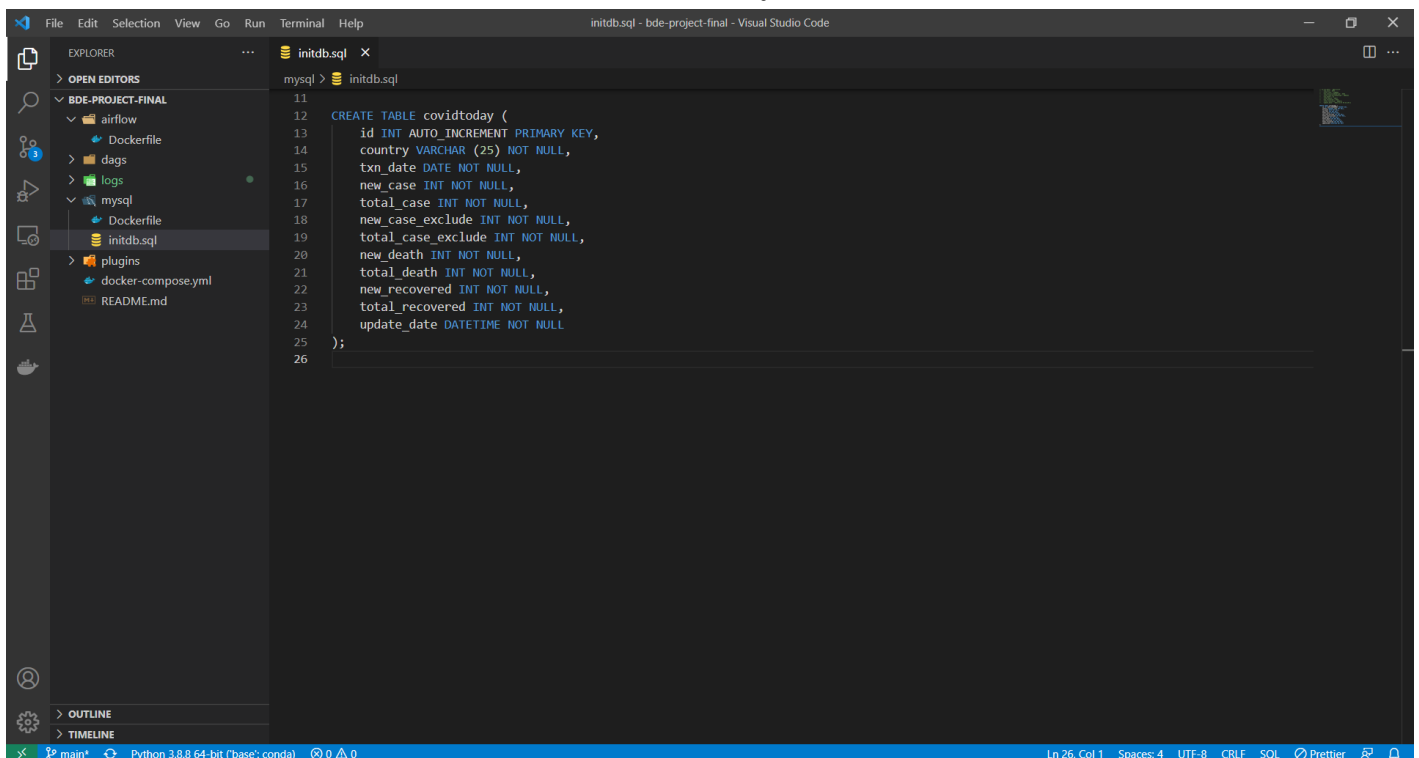 File Edit Selection View Go Run Terminal Help
initdb.sql - bde-project-final - Visual Studio Code
EXPLORER
initdb.sql
OPEN EDITORS
mysql > initdb.sql
BDE-PROJECT-FINAL
airflow
Dockerfile
dags
logs
mysql
Dockerfile
initdb.sql
plugins
docker-compose.yml
README.md
3
11
12 CREATE TABLE covidtoday (
13 id INT AUTO_INCREMENT PRIMARY KEY,
14 country VARCHAR (25) NOT NULL,
15 txn_date DATE NOT NULL,
16 new_case INT NOT NULL,
17 total_case INT NOT NULL,
18 new_case_exclude INT NOT NULL,
19 total_case_exclude INT NOT NULL,
20 new_death INT NOT NULL,
21 total_death INT NOT NULL,
22 new_recovered INT NOT NULL,
23 total_recovered INT NOT NULL,
24 update_date DATETIME NOT NULL
25 );
26
OUTLINE
TIMELINE
main* Python 3.8.8 64-bit ('base': conda) 0 0
Ln 26, Col 1 Spaces: 4 UTF-8 CRLF SQL Prettier